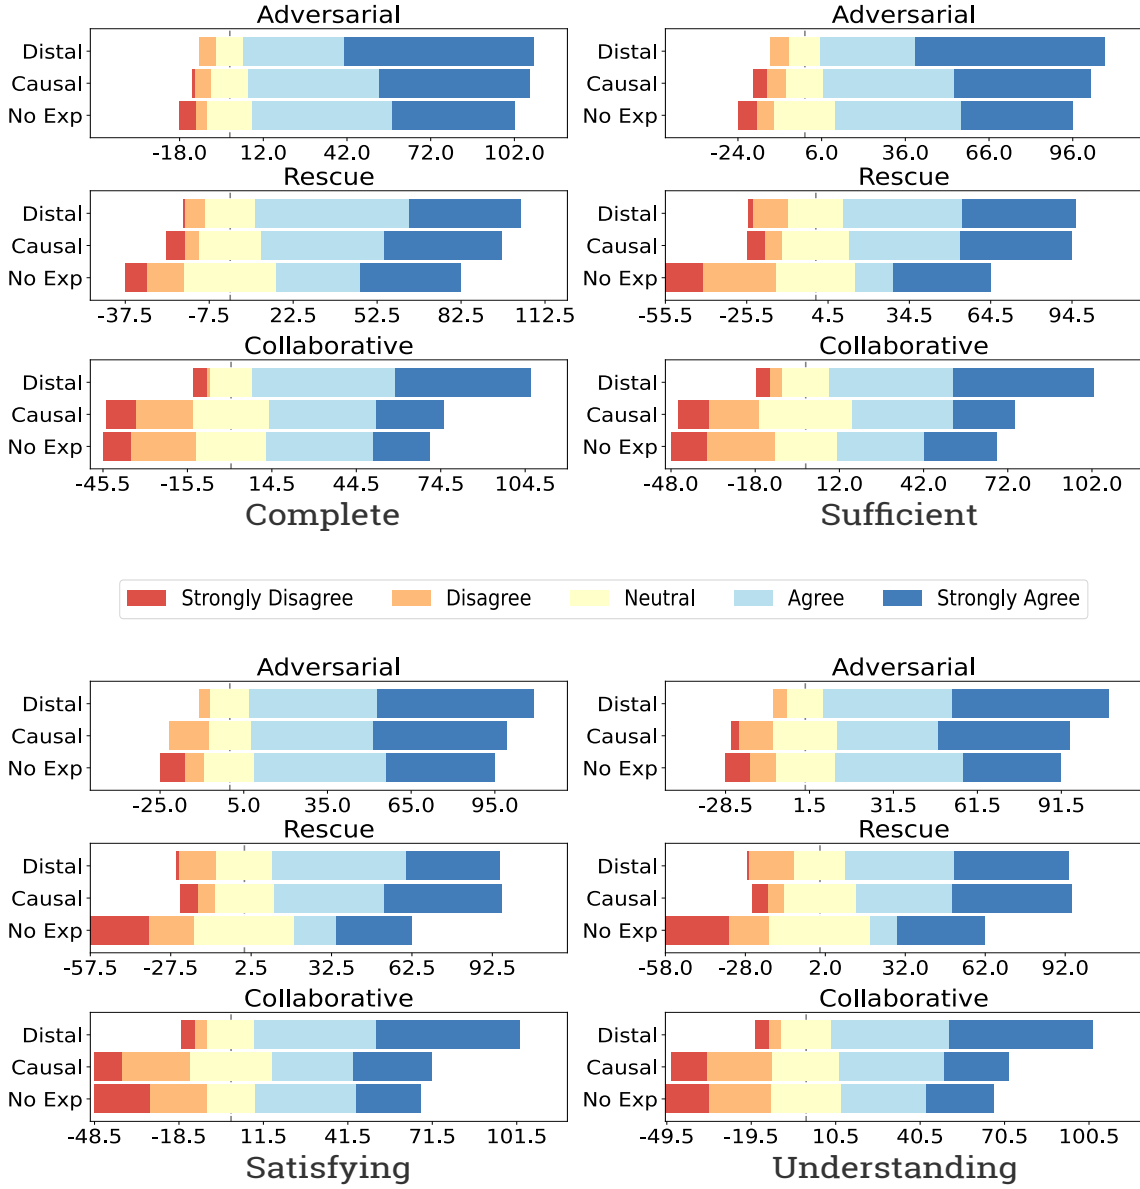 Adversarial Adversarial
Distal Distal
Causal Causal
No Exp No Exp
-18.0 12.0 42.0 72.0 102.0 -24.0 6.0 36.0 66.0 96.0
Rescue Rescue
Distal Distal
Causal Causal
No Exp No Exp
-37.5 -7.5 22.5 52.5 82.5 112.5 -55.5 -25.5 4.5 34.5 64.5 94.5
Collaborative Collaborative
Distal Distal
Causal Causal
No Exp No Exp
-45.5 -15.5 14.5 44.5 74.5 104.5 -48.0 -18.0 12.0 42.0 72.0 102.0
Complete Sufficient
Strongly Disagree Disagree Neutral Agree Strongly Agree
Adversarial Adversarial
Distal Distal
Causal Causal
No Exp No Exp
-25.0 5.0 35.0 65.0 95.0 -28.5 1.5 31.5 61.5 91.5
Rescue Rescue
Distal Distal
Causal Causal
No Exp No Exp
-57.5 -27.5 2.5 32.5 62.5 92.5 -58.0 -28.0 2.0 32.0 62.0 92.0
Collaborative Collaborative
Distal Distal
Causal Causal
No Exp No Exp
-48.5 -18.5 11.5 41.5 71.5 101.5 -49.5 -19.5 10.5 40.5 70.5 100.5
Satisfying Understanding